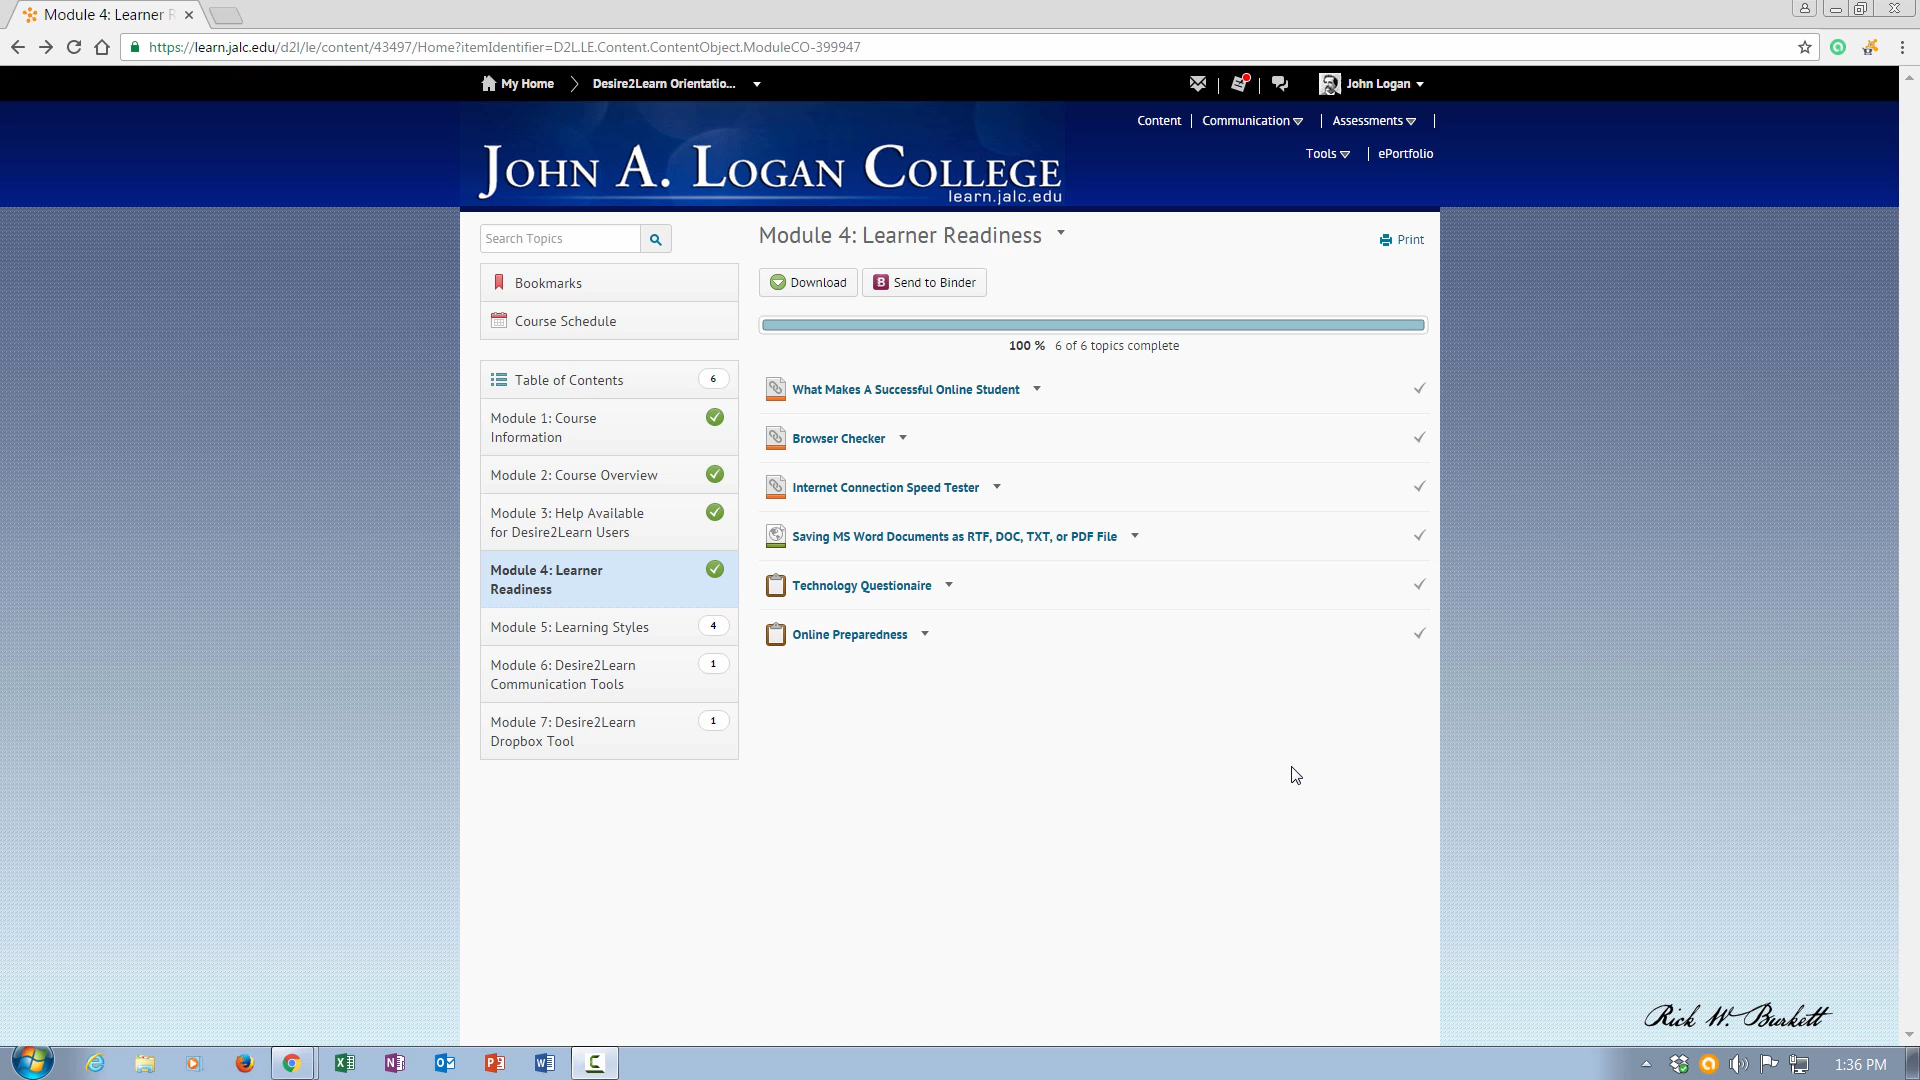 Module 4: Learner R
https://learn.jalc.edu/d2l/le/content/43497/Home?itemIdentifier=D2L.LE.Content.ContentObject.ModuleCO-399947
My Home
Desire2Learn Orientatio...
John Logan
Content
Communication
Assessments
Tools
ePortfolio
JOHN A. LOGAN COLLEGE
learn.jalc.edu
Search Topics
Bookmarks
Course Schedule
Table of Contents 6
Module 1: Course
Information
Module 2: Course Overview
Module 3: Help Available
for Desire2Learn Users
Module 4: Learner
Readiness
Module 5: Learning Styles 4
Module 6: Desire2Learn 1
Communication Tools
Module 7: Desire2Learn 1
Dropbox Tool
Module 4: Learner Readiness
Print
Download
B Send to Binder
100 % 6 of 6 topics complete
What Makes A Successful Online Student
Browser Checker
Internet Connection Speed Tester
Saving MS Word Documents as RTF, DOC, TXT, or PDF File
Technology Questionaire
Online Preparedness
Rick W. Burkett
1:36 PM